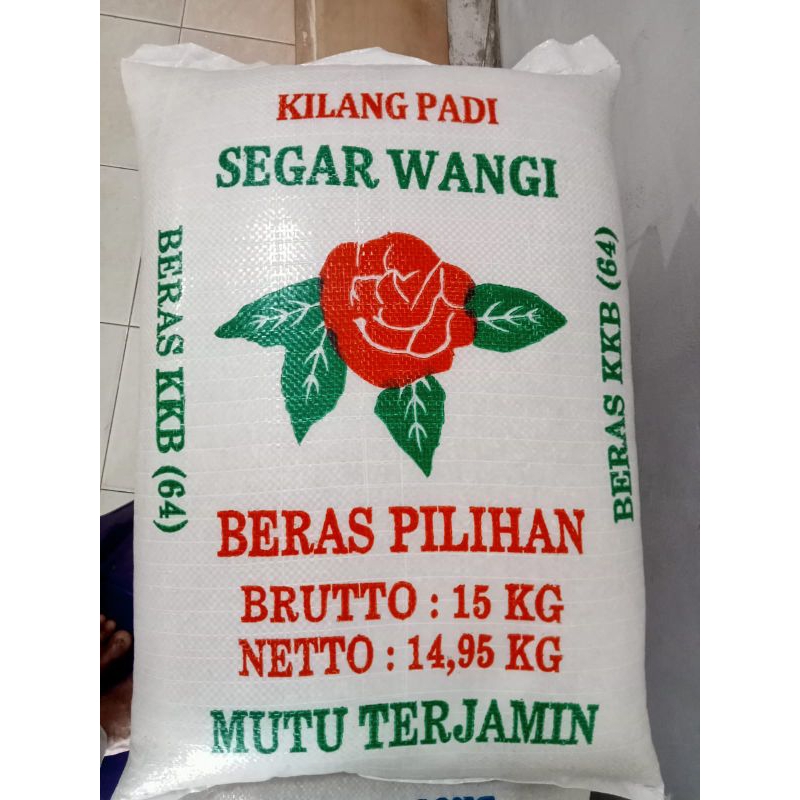 KILANG PADI
SEGAR WANGI
BERAS KKB (64)
BERAS KKB (64)
BERAS PILIHAN
BRUTTO : 15 KG
NETTO : 14,95 KG
MUTU TERJAMIN